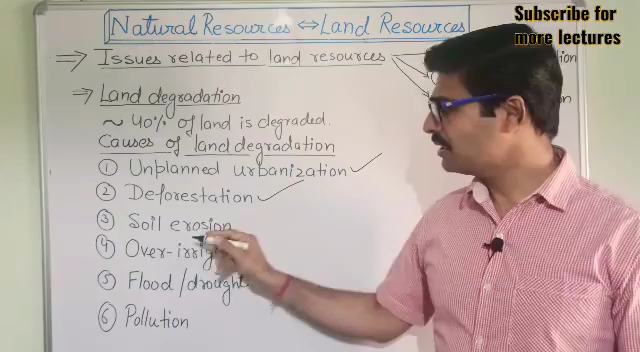 Natural Resources ⇔ Land Resources
Subscribe for
more lectures
⇒ Issues related to land resources
⇒ Land degradation
~ 40% of land is degraded.
Causes of land degradation
① Unplanned urbanization ✓
② Deforestation ✓
③ Soil erosion
④ Over-
⑤ Flood/drought
⑥ Pollution